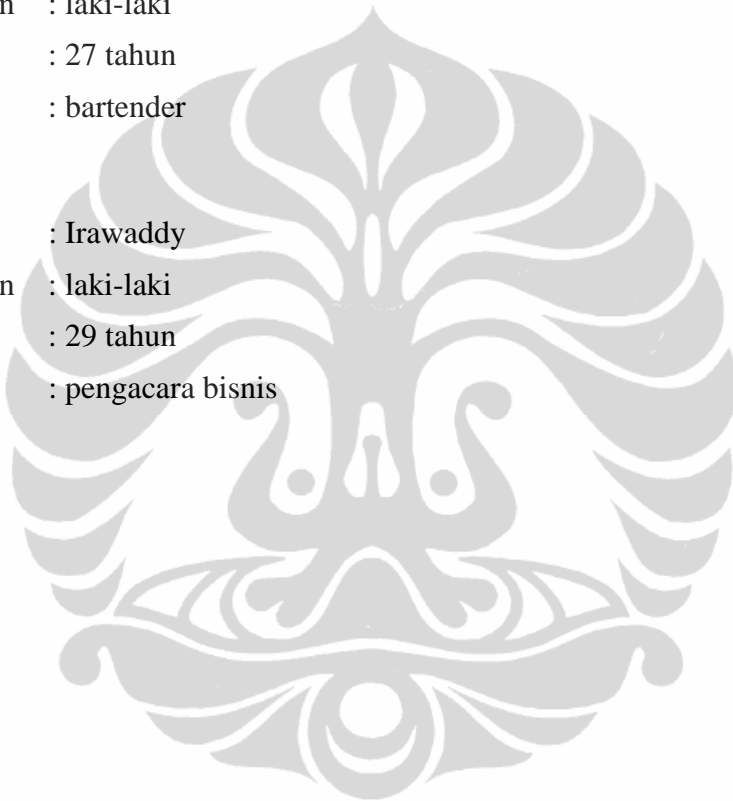 n : laki-laki
: 27 tahun
: bartender
: Irawaddy
n : laki-laki
: 29 tahun
: pengacara bisnis